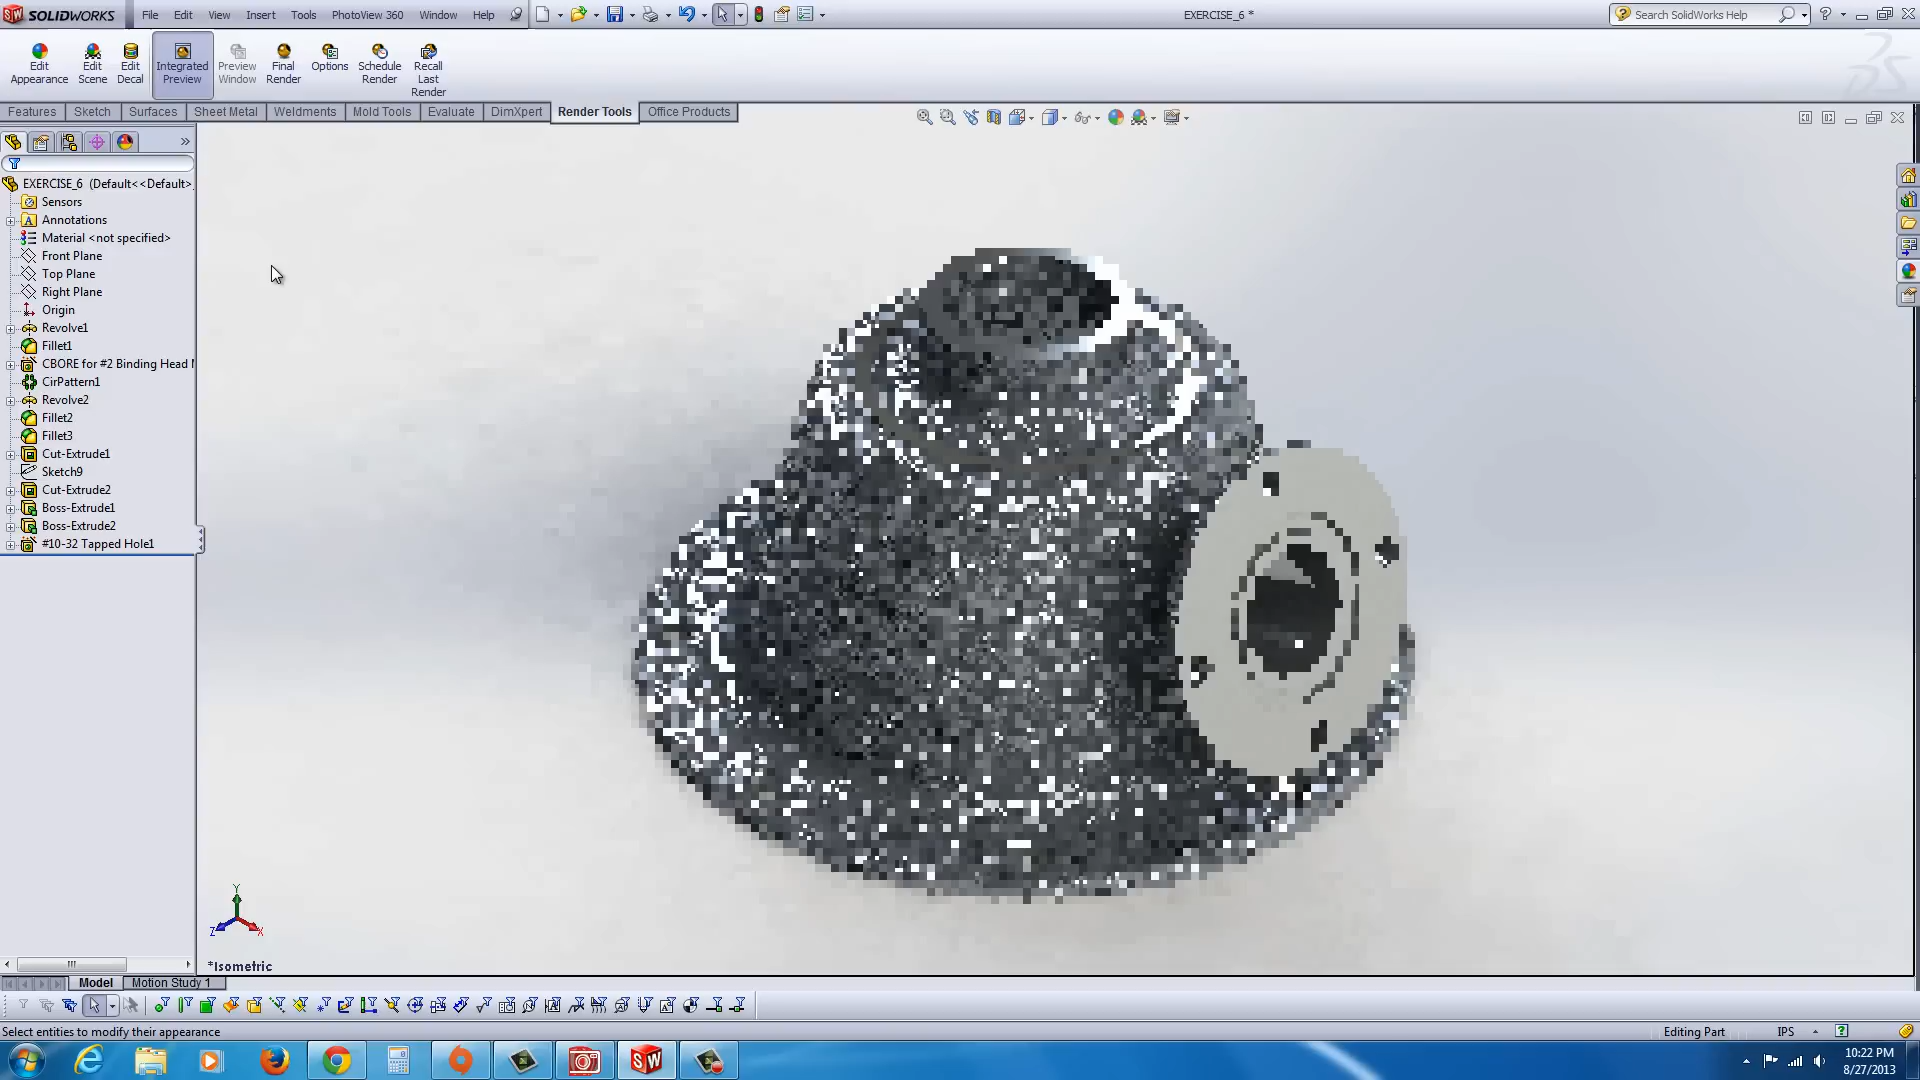 SOLIDWORKS File Edit View Insert Tools PhotoView 360 Window Help EXERCISE_6 * Search SolidWorks Help
Edit Appearance
Edit Scene
Edit Decal
Integrated Preview
Preview Window
Final Render
Options
Schedule Render
Recall Last Render
Features Sketch Surfaces Sheet Metal Weldments Mold Tools Evaluate DimXpert Render Tools Office Products
EXERCISE_6 (Default<<Default>
Sensors
Annotations
Material <not specified>
Front Plane
Top Plane
Right Plane
Origin
Revolve1
Fillet1
CBORE for #2 Binding Head
CirPattern1
Revolve2
Fillet2
Fillet3
Cut-Extrude1
Sketch9
Cut-Extrude2
Boss-Extrude1
Boss-Extrude2
#10-32 Tapped Hole1
Y
Z X
*Isometric
Model Motion Study 1
Select entities to modify their appearance Editing Part IPS
10:22 PM
8/27/2013